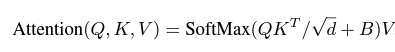 Attention(Q, K, V) = SoftMax(QK^T/√d + B)V